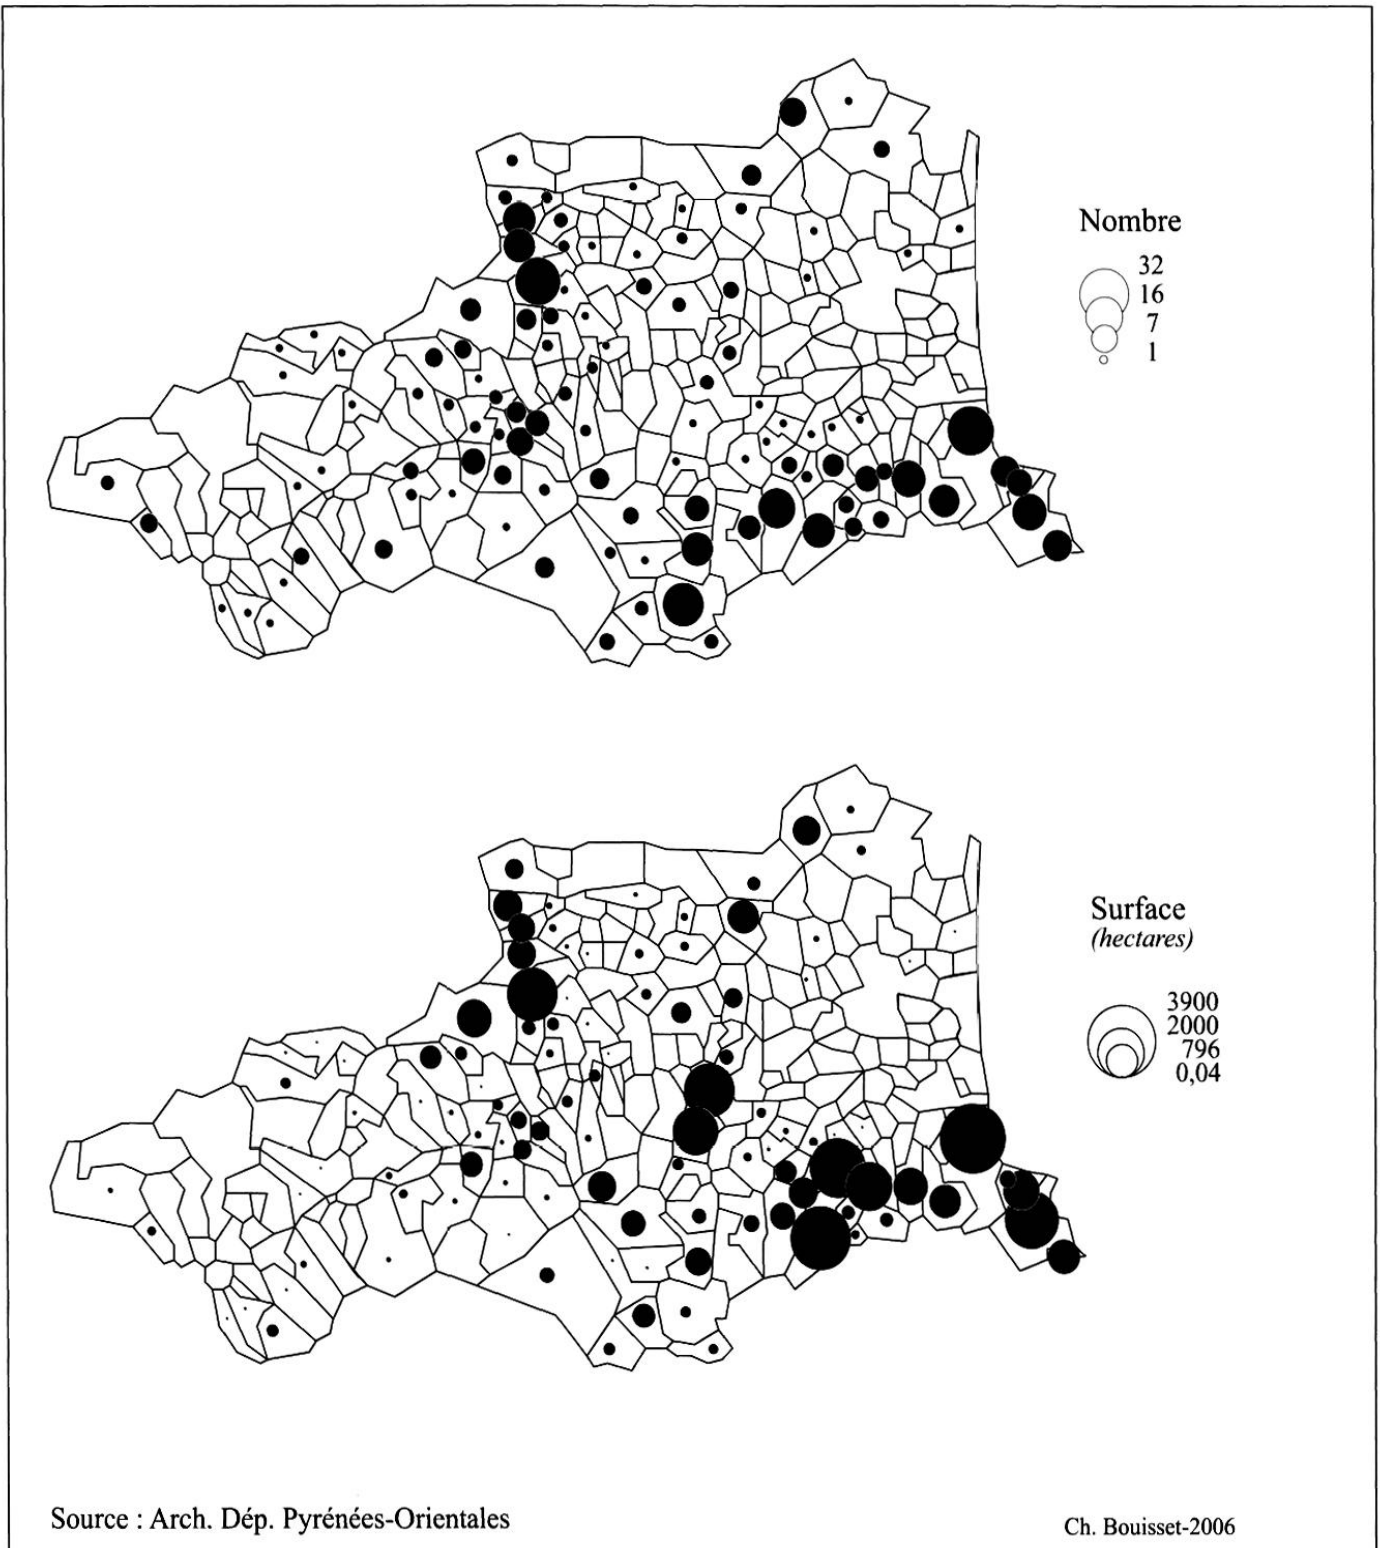 Nombre
32
16
7
1
Surface
(hectares)
3900
2000
796
0,04
Source : Arch. Dép. Pyrénées-Orientales
Ch. Bouisset-2006